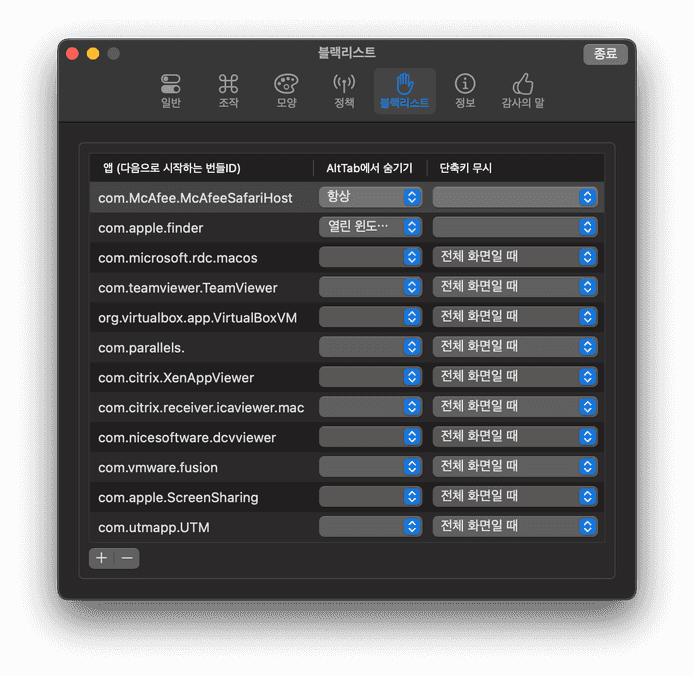 블랙리스트
종료
일반 조작 모양 정책 블랙리스트 정보 감사의 말
앱 (다음으로 시작하는 번들ID) AltTab에서 숨기기 단축키 무시
com.McAfee.McAfeeSafariHost 항상
com.apple.finder 열린 윈도…
com.microsoft.rdc.macos 전체 화면일 때
com.teamviewer.TeamViewer 전체 화면일 때
org.virtualbox.app.VirtualBoxVM 전체 화면일 때
com.parallels. 전체 화면일 때
com.citrix.XenAppViewer 전체 화면일 때
com.citrix.receiver.icaviewer.mac 전체 화면일 때
com.nicesoftware.dcvviewer 전체 화면일 때
com.vmware.fusion 전체 화면일 때
com.apple.ScreenSharing 전체 화면일 때
com.utmapp.UTM 전체 화면일 때